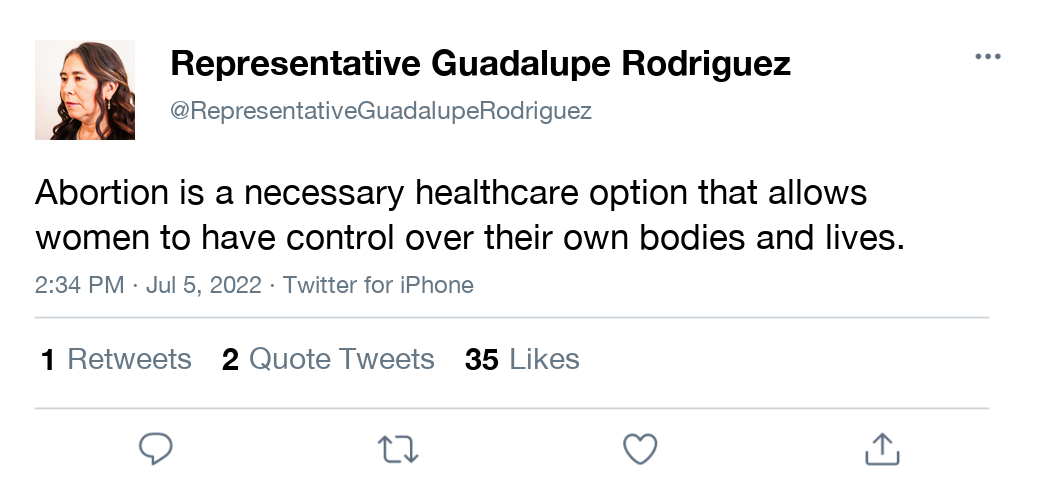 Representative Guadalupe Rodriguez
@RepresentativeGuadalupeRodriguez
Abortion is a necessary healthcare option that allows
women to have control over their own bodies and lives.
2:34 PM · Jul 5, 2022 · Twitter for iPhone
1 Retweets 2 Quote Tweets 35 Likes